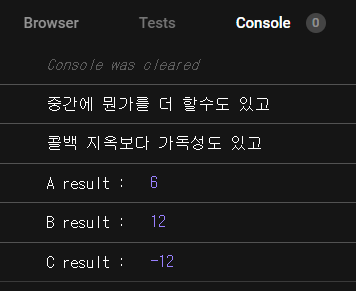 Browser Tests Console 0
Console was cleared
중간에 뭔가를 더 할수도 있고
콜백 지옥보다 가독성도 있고
A result : 6
B result : 12
C result : -12